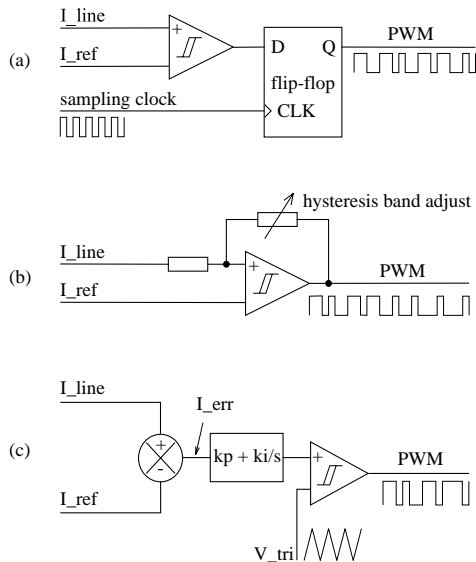 I_line
PWM
+
D
Q
(a)
I_ref
flip-flop
sampling clock
CLK
hysteresis band adjust
I_line
+
(b)
PWM
I_ref
I_line
I_err
+
(c)
kp + ki/s
+
PWM
-
I_ref
V_tri